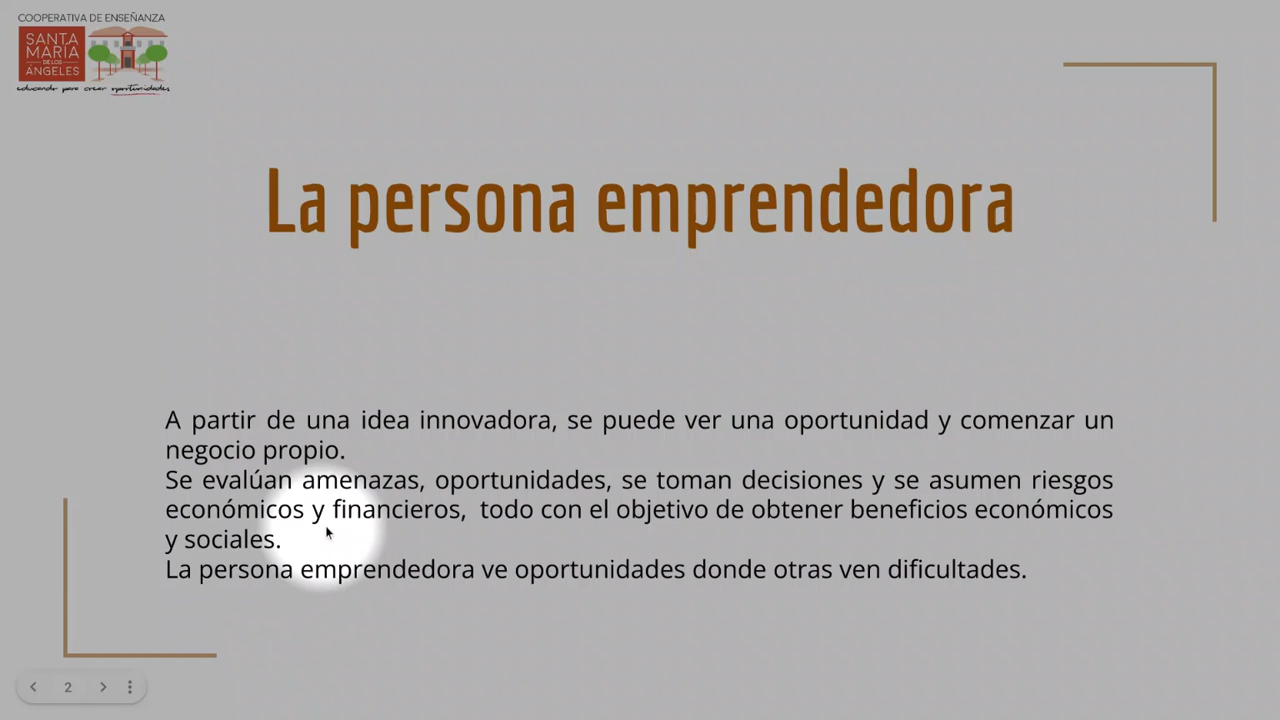 COOPERATIVA DE ENSEÑANZA
SANTA
MARÍA
DE LOS
ÁNGELES
educando para crear oportunidades
La persona emprendedora
A partir de una idea innovadora, se puede ver una oportunidad y comenzar un
negocio propio.
Se evalúan amenazas, oportunidades, se toman decisiones y se asumen riesgos
económicos y financieros, todo con el objetivo de obtener beneficios económicos
y sociales.
La persona emprendedora ve oportunidades donde otras ven dificultades.
2